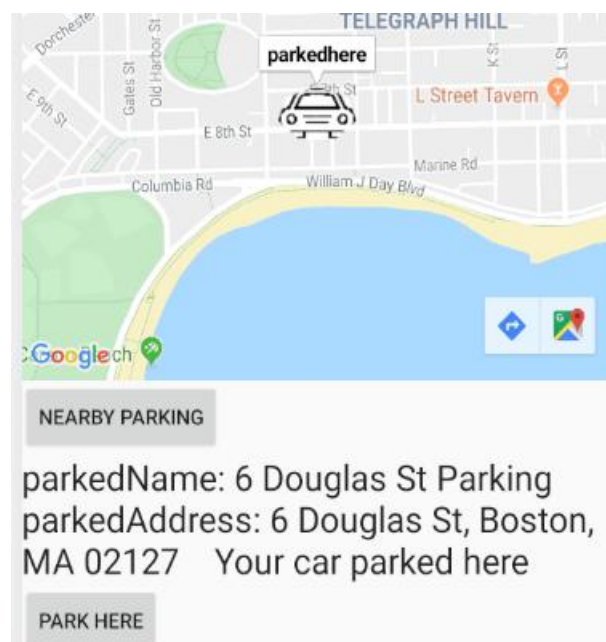 TELEGRAPH HILL
Dorchester
Gates St
Old Harbor St
parkedhere
K St
L St
E 9th St
L Street Tavern
E 8th St
Marine Rd
Columbia Rd
William J Day Blvd
Google
NEARBY PARKING
parkedName: 6 Douglas St Parking
parkedAddress: 6 Douglas St, Boston,
MA 02127    Your car parked here
PARK HERE